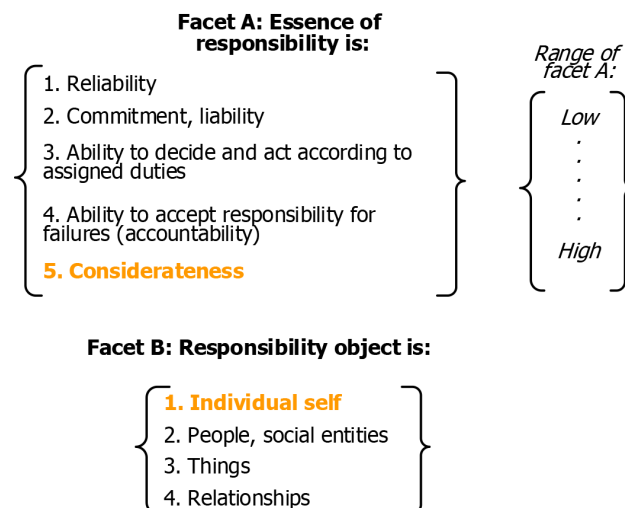 Facet A: Essence of
responsibility is:
Range of
facet A:
1. Reliability
2. Commitment, liability
3. Ability to decide and act according to
assigned duties
4. Ability to accept responsibility for
failures (accountability)
5. Considerateness
Low
.
.
.
.
.
High
Facet B: Responsibility object is:
1. Individual self
2. People, social entities
3. Things
4. Relationships